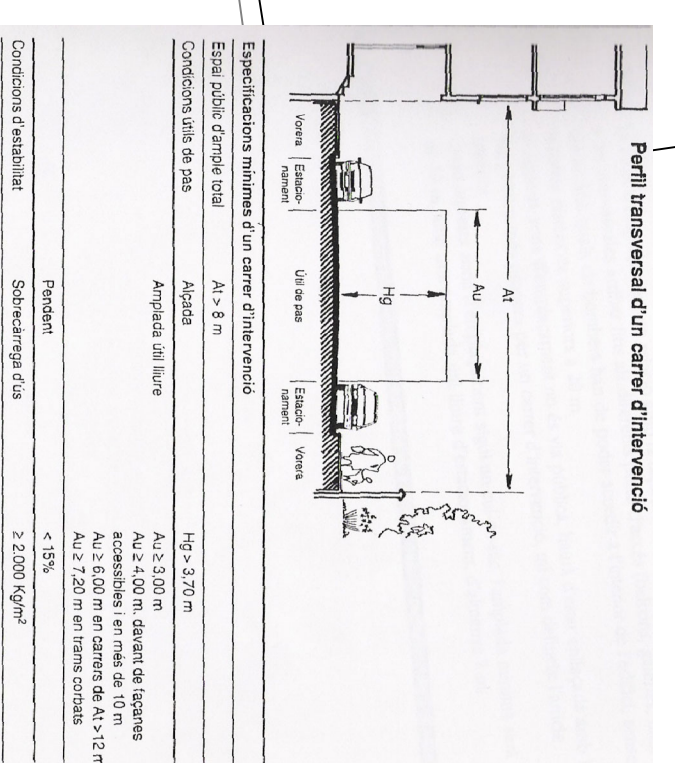 Perfil transversal d'un carrer d'intervenció
At
Au
Hg
Vorera
Estacio-
nament
Útil de pas
Estacio-
nament
Vorera
Especificacions mínimes d'un carrer d'intervenció
Espai públic d'ample total At > 8 m
Condicions útils de pas Alçada Hg > 3,70 m
Amplada útil lliure Au ≥ 3,00 m
Au ≥ 4,00 m. davant de façanes
accessibles i en més de 10 m
Au ≥ 6,00 m en carrers de At >12 m
Au ≥ 7,20 m en trams corbats
Pendent < 15%
Condicions d'estabilitat Sobrecàrrega d'ús ≥ 2.000 Kg/m²